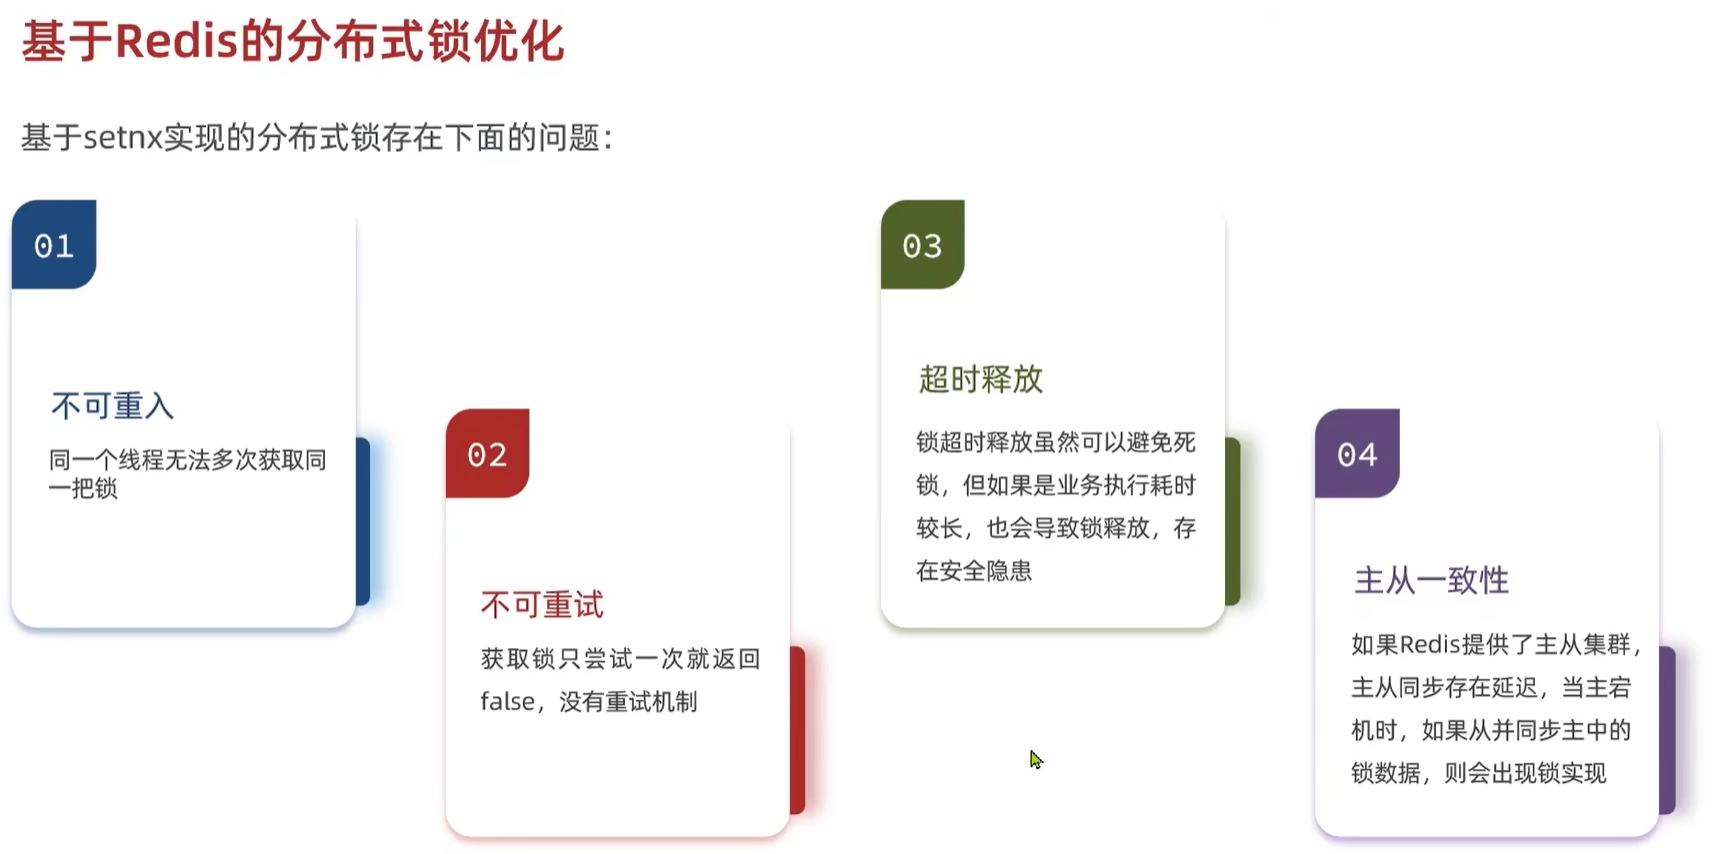 基于Redis的分布式锁优化
基于setnx实现的分布式锁存在下面的问题：
01
不可重入
同一个线程无法多次获取同
一把锁
02
不可重试
获取锁只尝试一次就返回
false，没有重试机制
03
超时释放
锁超时释放虽然可以避免死
锁，但如果是业务执行耗时
较长，也会导致锁释放，存
在安全隐患
04
主从一致性
如果Redis提供了主从集群，
主从同步存在延迟，当主宕
机时，如果从并同步主中的
锁数据，则会出现锁实现